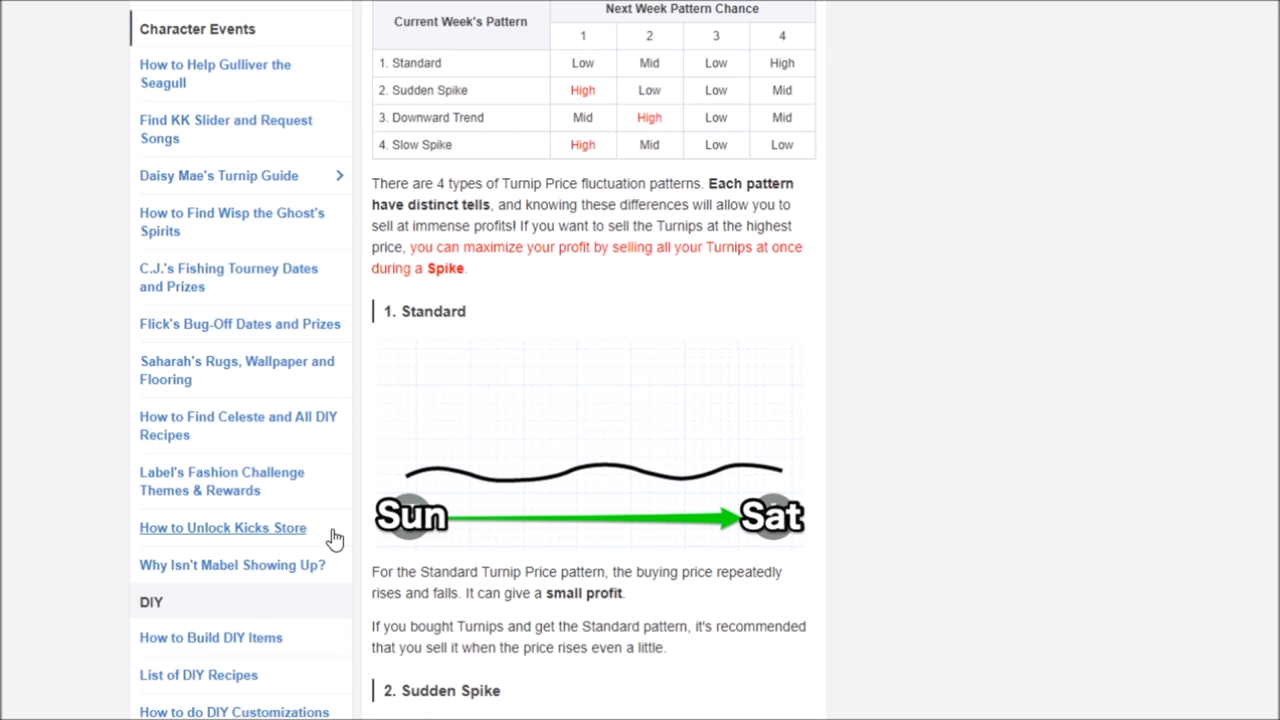 Character Events
How to Help Gulliver the
Seagull
Find KK Slider and Request
Songs
Daisy Mae's Turnip Guide
How to Find Wisp the Ghost's
Spirits
C.J.'s Fishing Tourney Dates
and Prizes
Flick's Bug-Off Dates and Prizes
Saharah's Rugs, Wallpaper and
Flooring
How to Find Celeste and All DIY
Recipes
Label's Fashion Challenge
Themes & Rewards
How to Unlock Kicks Store
Why Isn't Mabel Showing Up?
DIY
How to Build DIY Items
List of DIY Recipes
How to do DIY Customizations
Current Week's Pattern
Next Week Pattern Chance
1 2 3 4
1. Standard Low Mid Low High
2. Sudden Spike High Low Low Mid
3. Downward Trend Mid High Low Mid
4. Slow Spike High Mid Low Low
There are 4 types of Turnip Price fluctuation patterns. Each pattern
have distinct tells, and knowing these differences will allow you to
sell at immense profits! If you want to sell the Turnips at the highest
price, you can maximize your profit by selling all your Turnips at once
during a Spike.
1. Standard
Sun Sat
For the Standard Turnip Price pattern, the buying price repeatedly
rises and falls. It can give a small profit.
If you bought Turnips and get the Standard pattern, it's recommended
that you sell it when the price rises even a little.
2. Sudden Spike